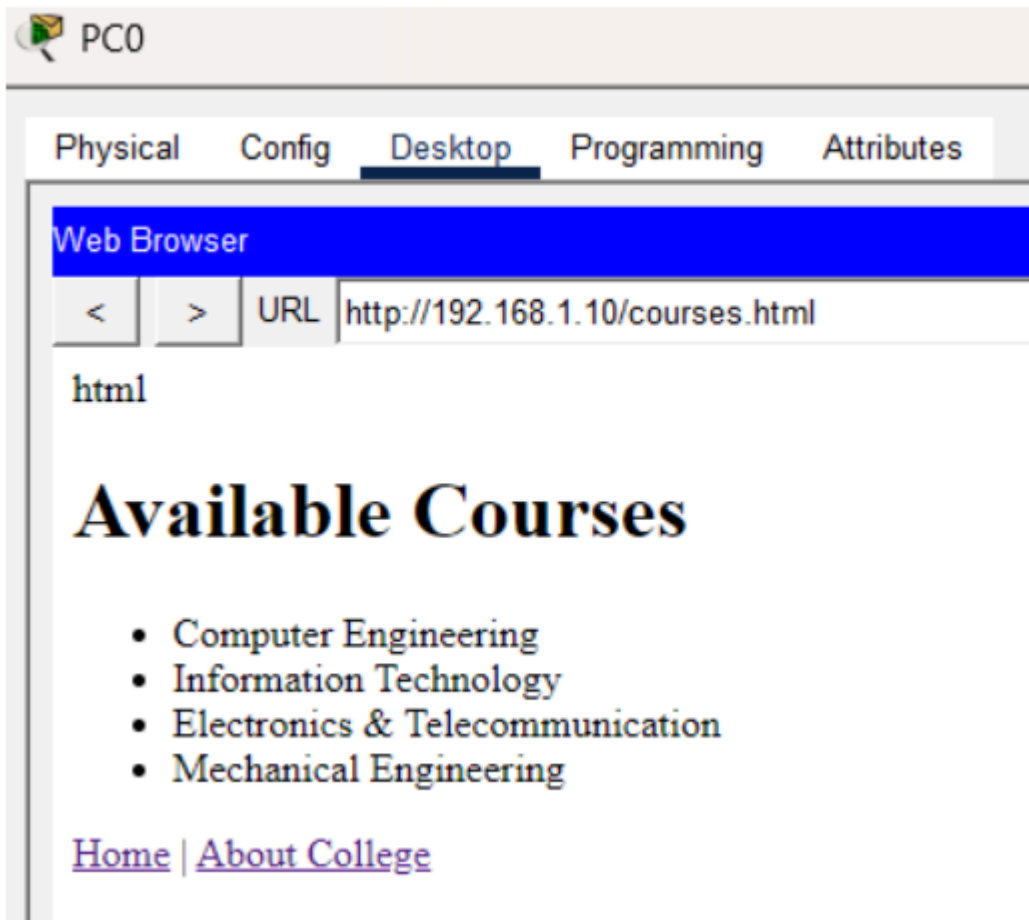 PC0
Physical Config Desktop Programming Attributes
Web Browser
< > URL http://192.168.1.10/courses.html
html
Available Courses
• Computer Engineering
• Information Technology
• Electronics & Telecommunication
• Mechanical Engineering
Home | About College